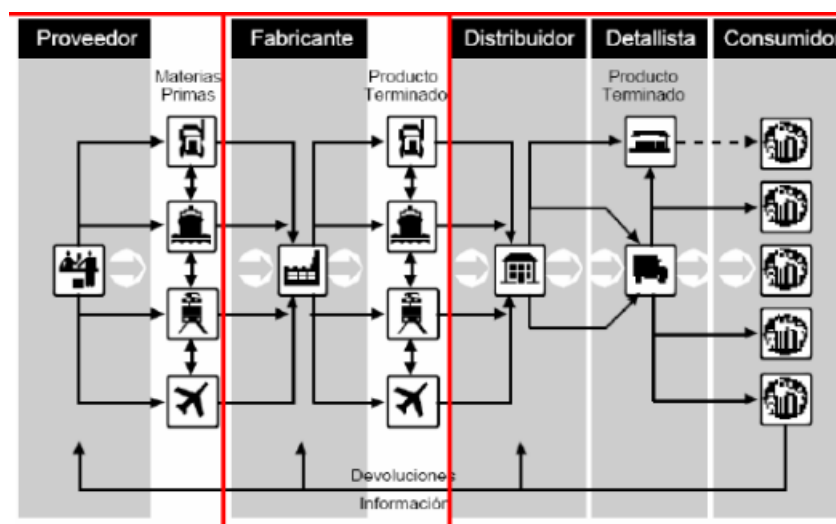 Proveedor
Fabricante
Distribuidor
Detallista
Consumidor
Materias
Primas
Producto
Terminado
Producto
Terminado
Devoluciones
Información